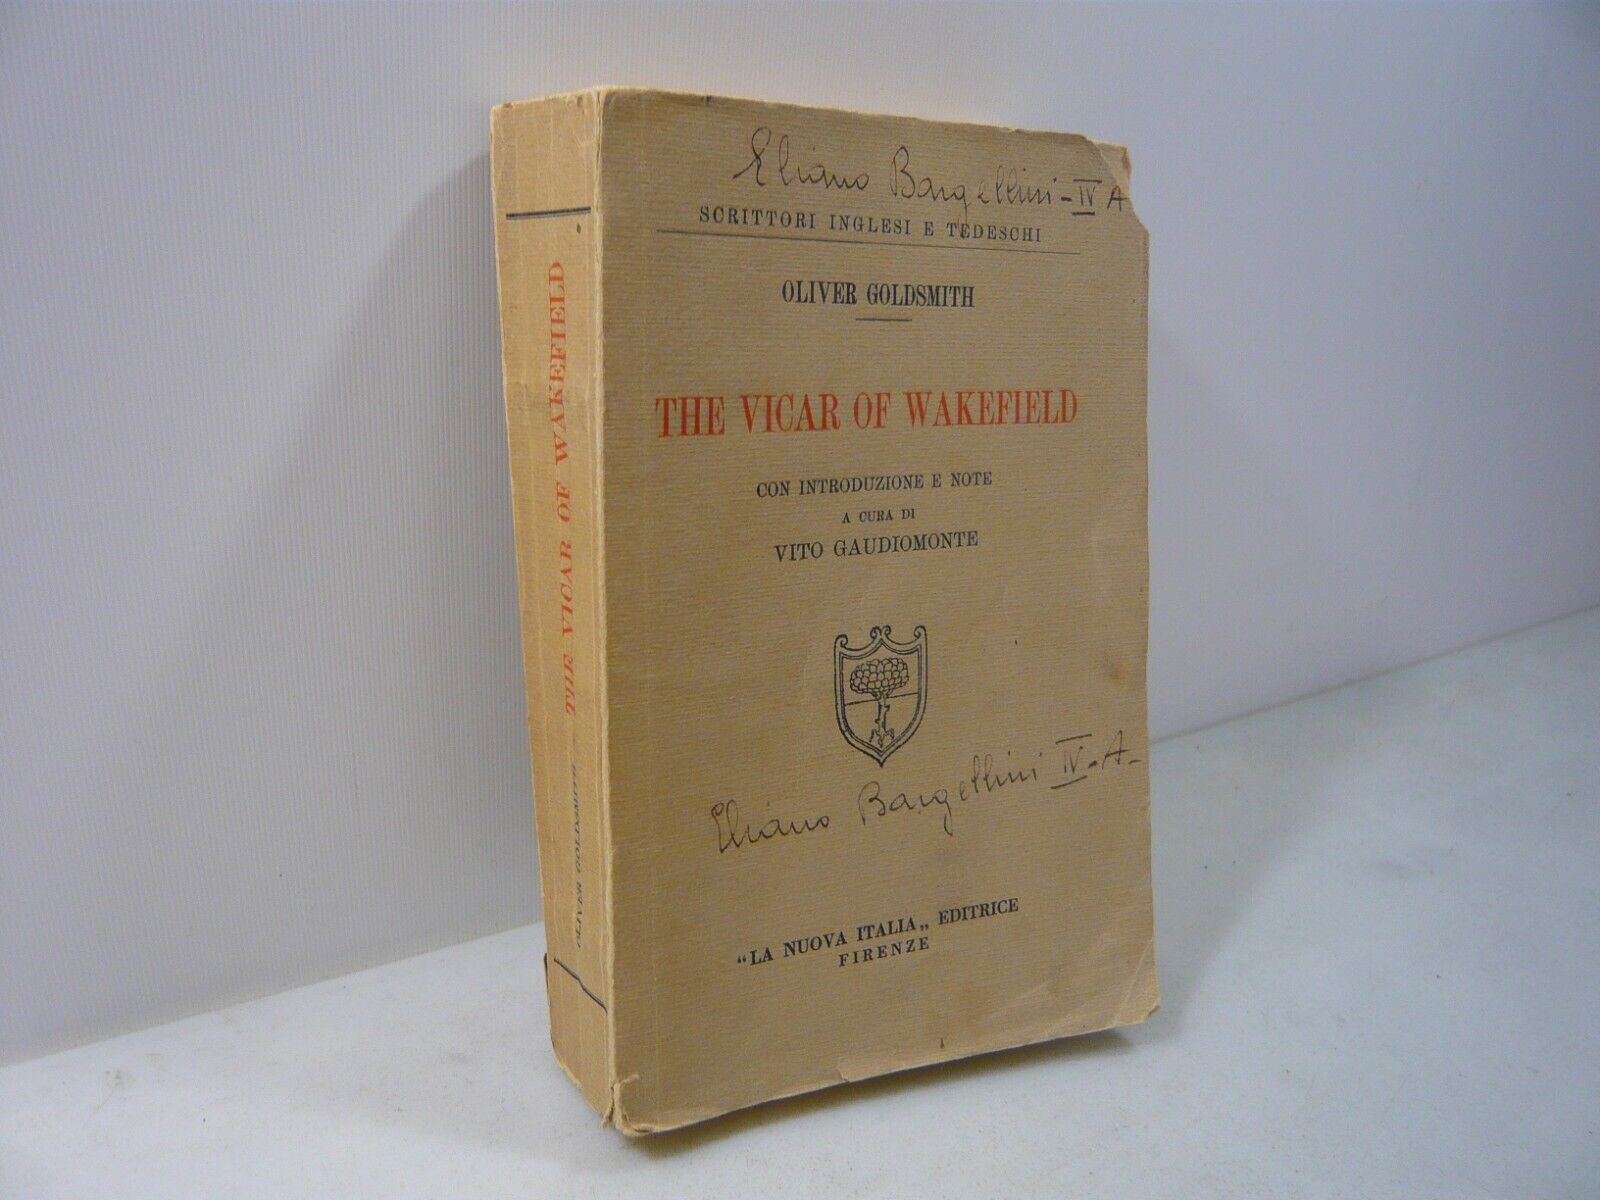 THE VICAR OF WAKEFIELD
OLIVER GOLDSMITH
Eliano Bargellini - IV A
SCRITTORI INGLESI E TEDESCHI
OLIVER GOLDSMITH
THE VICAR OF WAKEFIELD
CON INTRODUZIONE E NOTE
A CURA DI
VITO GAUDIOMONTE
Eliano Bargellini IV-A-
"LA NUOVA ITALIA„ EDITRICE
FIRENZE